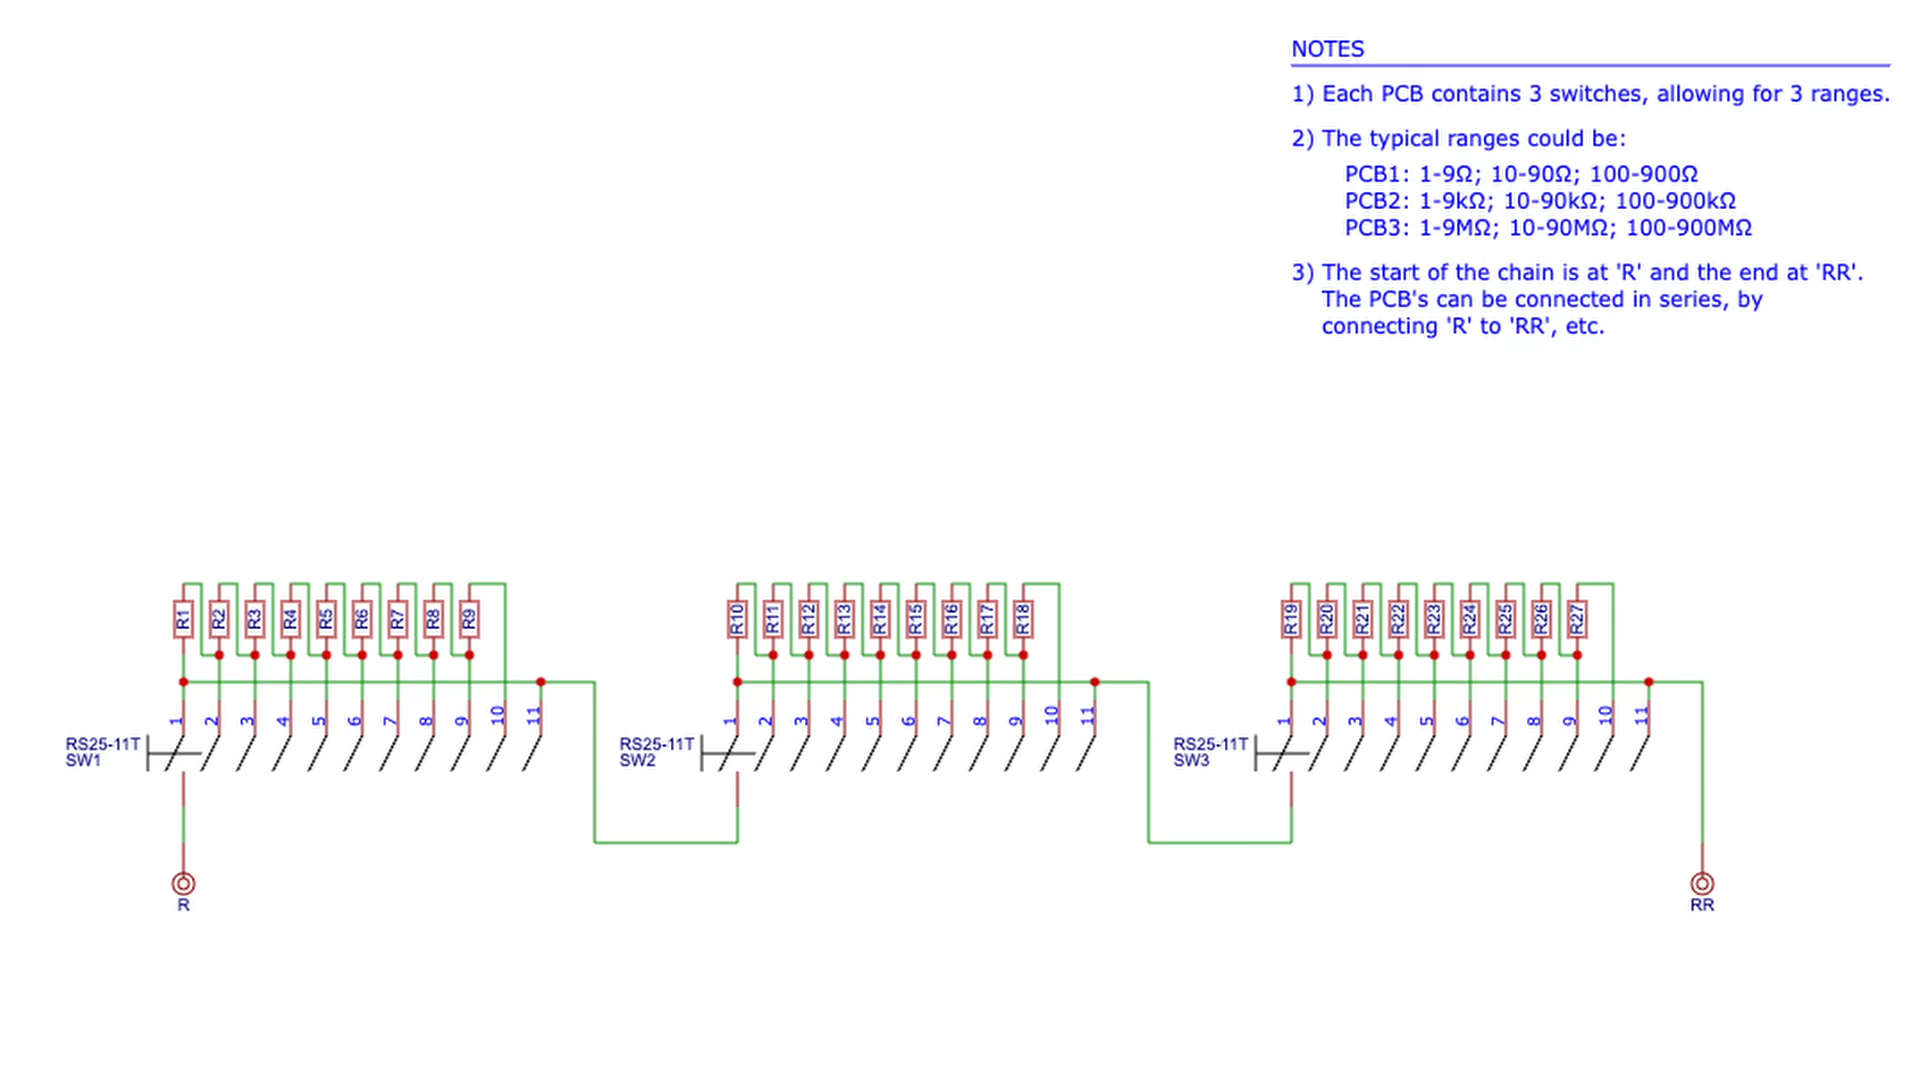 NOTES
1) Each PCB contains 3 switches, allowing for 3 ranges.
2) The typical ranges could be:
PCB1: 1-9Ω; 10-90Ω; 100-900Ω
PCB2: 1-9kΩ; 10-90kΩ; 100-900kΩ
PCB3: 1-9MΩ; 10-90MΩ; 100-900MΩ
3) The start of the chain is at 'R' and the end at 'RR'.
The PCB's can be connected in series, by
connecting 'R' to 'RR', etc.
R1 R2 R3 R4 R5 R6 R7 R8 R9
1 2 3 4 5 6 7 8 9 10 11
RS25-11T
SW1
R
R10 R11 R12 R13 R14 R15 R16 R17 R18
1 2 3 4 5 6 7 8 9 10 11
RS25-11T
SW2
R19 R20 R21 R22 R23 R24 R25 R26 R27
1 2 3 4 5 6 7 8 9 10 11
RS25-11T
SW3
RR